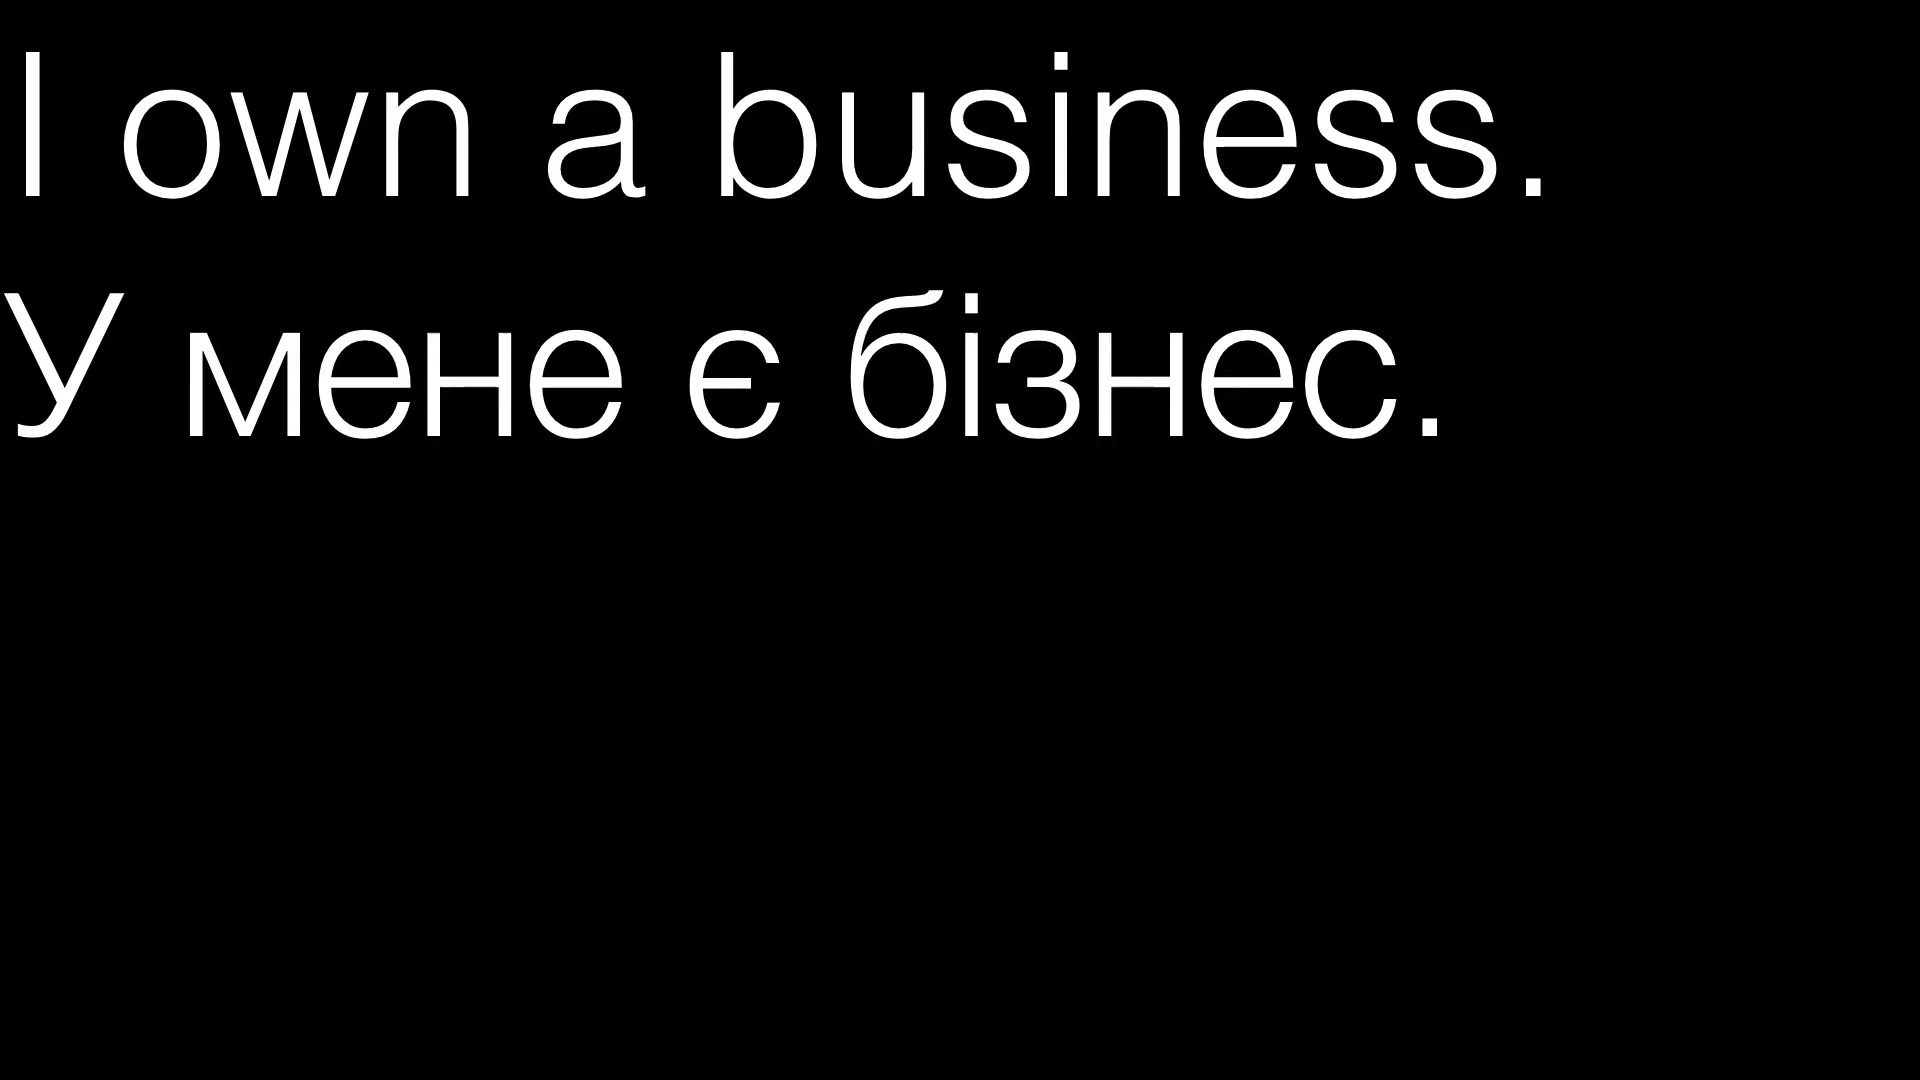 I own a business.
У мене є бізнес.